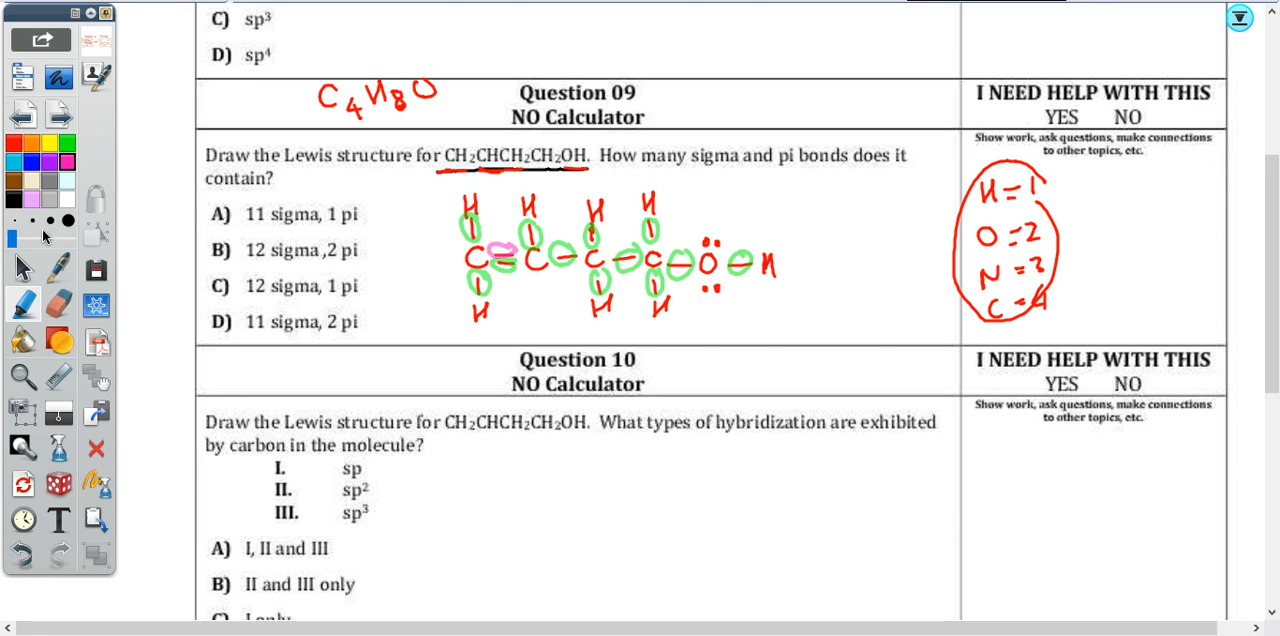 C) sp³
D) sp⁴
C₄H₈O
Question 09
NO Calculator
I NEED HELP WITH THIS
YES NO
Draw the Lewis structure for CH₂CHCH₂CH₂OH. How many sigma and pi bonds does it
contain?
Show work, ask questions, make connections
to other topics, etc.
A) 11 sigma, 1 pi
B) 12 sigma ,2 pi
C) 12 sigma, 1 pi
D) 11 sigma, 2 pi
H H H H
C = C – C – C – O – H
H H H
H = 1
O = 2
N = 3
C = 4
Question 10
NO Calculator
I NEED HELP WITH THIS
YES NO
Draw the Lewis structure for CH₂CHCH₂CH₂OH. What types of hybridization are exhibited
by carbon in the molecule?
Show work, ask questions, make connections
to other topics, etc.
I. sp
II. sp²
III. sp³
A) I, II and III
B) II and III only